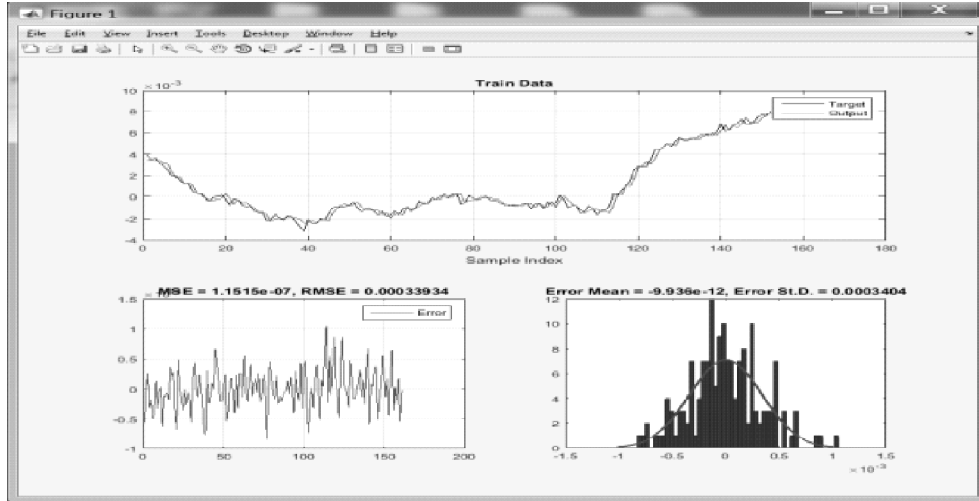 Figure 1
File Edit View Insert Tools Desktop Window Help
Train Data
×10⁻³
10
8
6
4
2
0
-2
-4
0 20 40 60 80 100 120 140 160 180
Sample Index
Target
Output
MSE = 1.1515e-07, RMSE = 0.00033934
1.5
1
0.5
0
-0.5
-1
0 50 100 150 200
Error
Error Mean = -9.936e-12, Error St.D. = 0.0003404
12
10
8
6
4
2
0
-1.5 -1 -0.5 0 0.5 1 1.5
×10⁻³